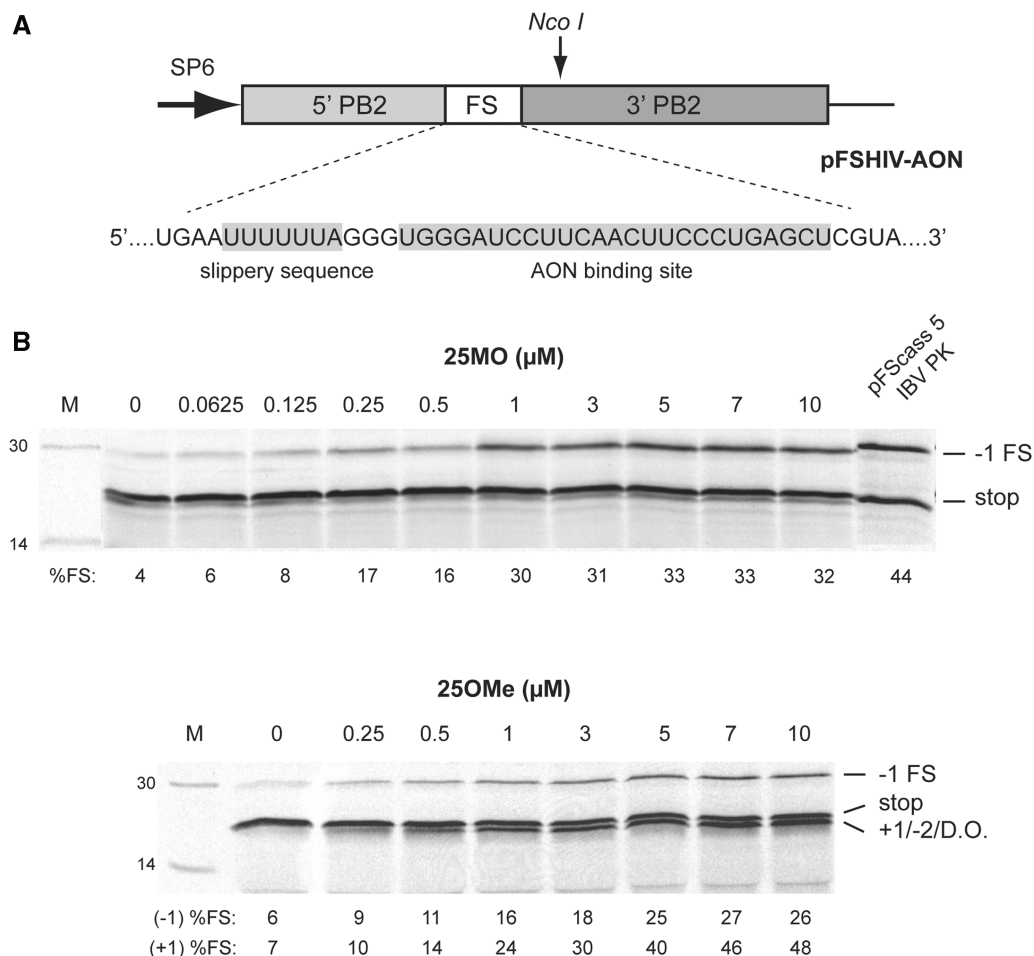 A
Nco I
SP6
5’ PB2
FS
3’ PB2
pFSHIV-AON
5’....UGAAUUUUUUAGGGUGGGAUCCUUCAACUUCCCUGAGCUCGUA....3’
slippery sequence
AON binding site
B
25MO (µM)
pFScass 5
IBV PK
M 0 0.0625 0.125 0.25 0.5 1 3 5 7 10
30
-1 FS
stop
14
%FS: 4 6 8 17 16 30 31 33 33 32 44
25OMe (µM)
M 0 0.25 0.5 1 3 5 7 10
30
-1 FS
stop
+1/-2/D.O.
14
(-1) %FS: 6 9 11 16 18 25 27 26
(+1) %FS: 7 10 14 24 30 40 46 48